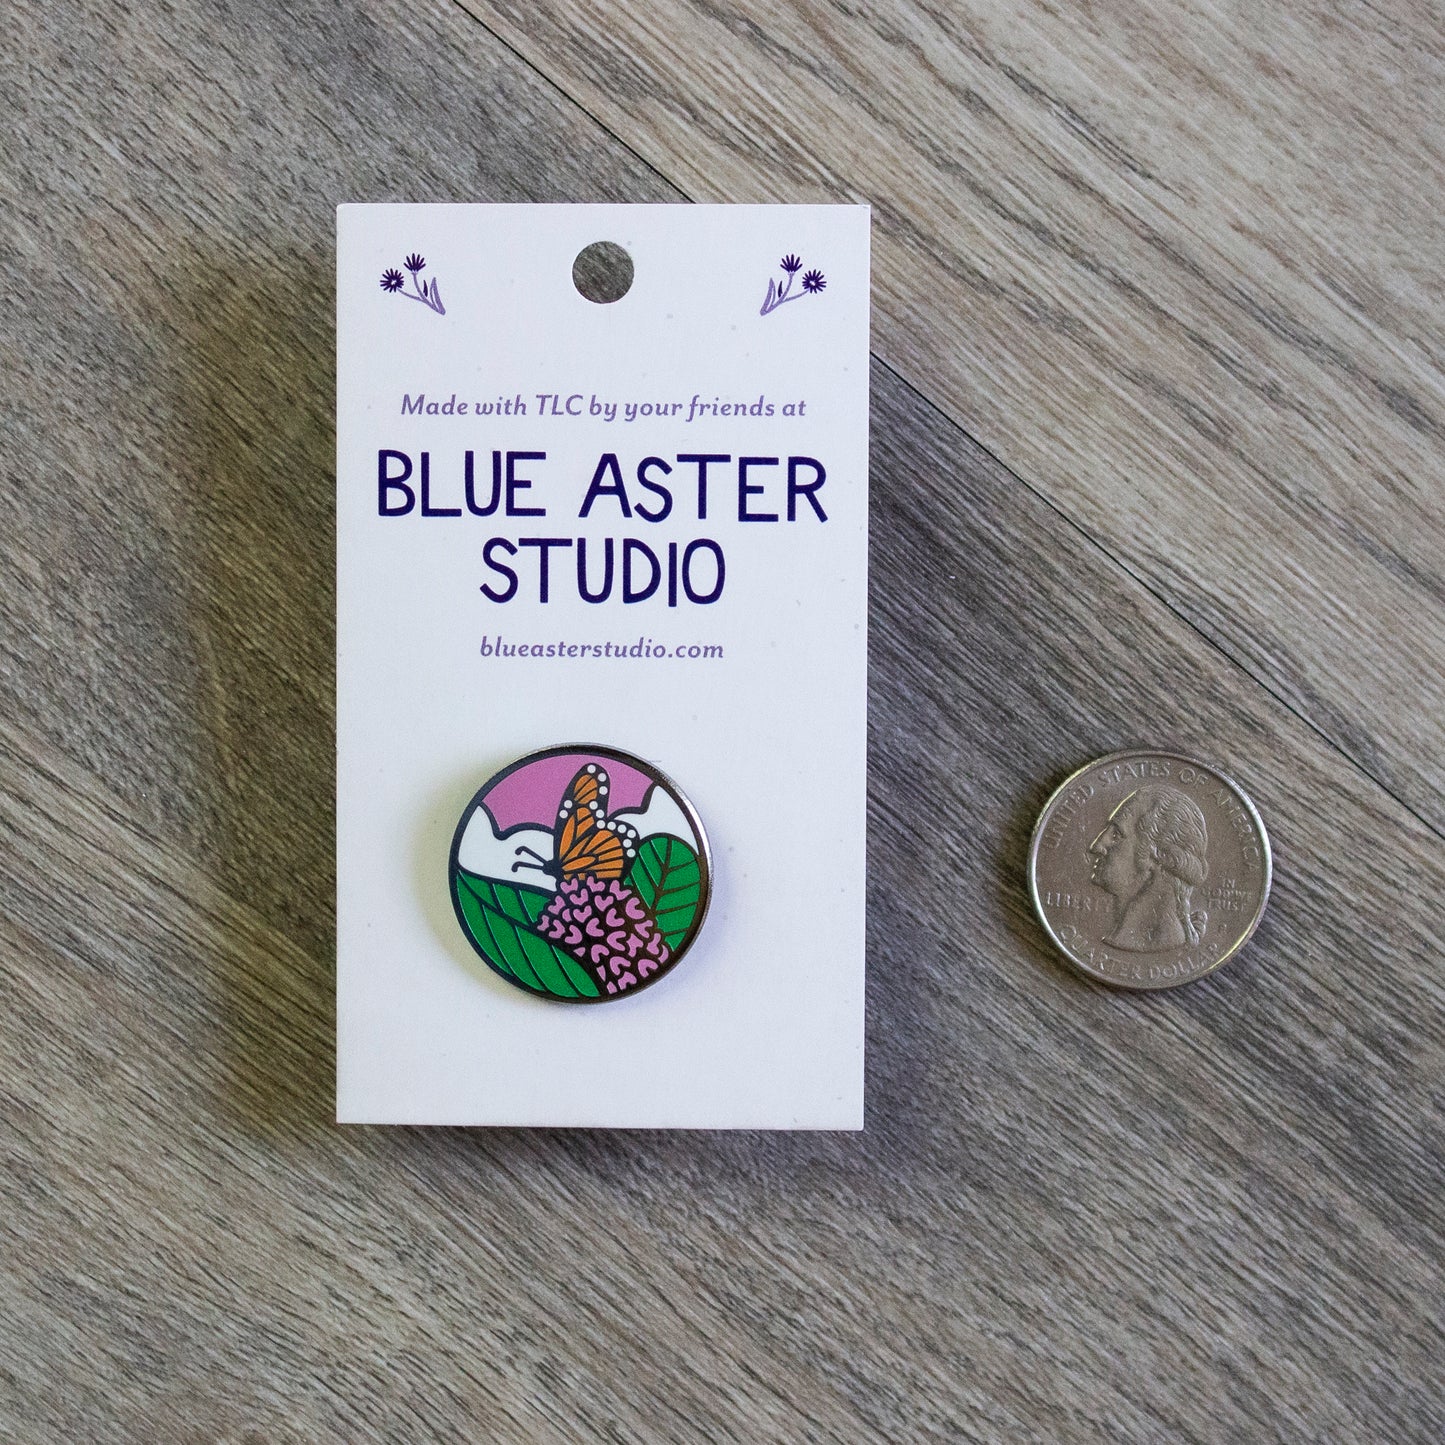 Made with TLC by your friends at
BLUE ASTER
STUDIO
blueasterstudio.com
UNITED STATES OF AMERICA
LIBERTY
IN
GOD WE
TRUST
QUARTER DOLLAR